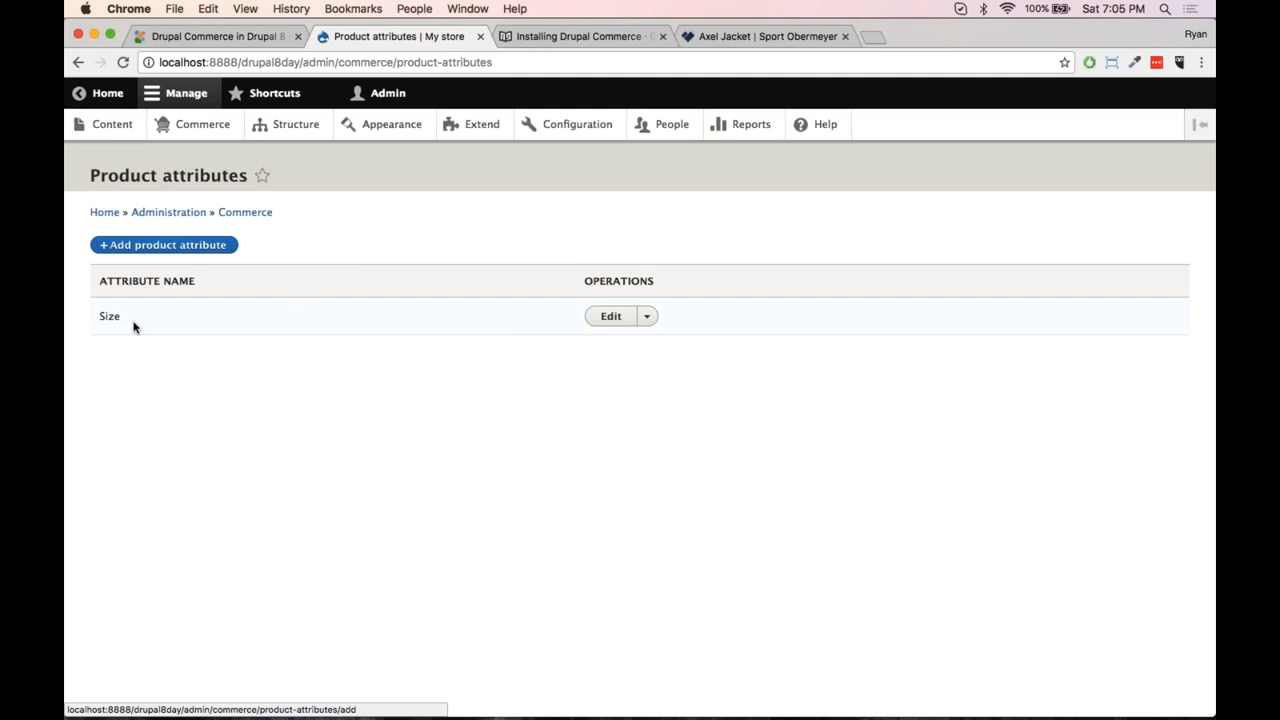 Chrome File Edit View History Bookmarks People Window Help 100% Sat 7:05 PM
Drupal Commerce in Drupal 8 Product attributes | My store Installing Drupal Commerce · Axel Jacket | Sport Obermeyer Ryan
localhost:8888/drupal8day/admin/commerce/product-attributes
Home Manage Shortcuts Admin
Content Commerce Structure Appearance Extend Configuration People Reports Help
Product attributes
Home » Administration » Commerce
+ Add product attribute
ATTRIBUTE NAME OPERATIONS
Size Edit
localhost:8888/drupal8day/admin/commerce/product-attributes/add